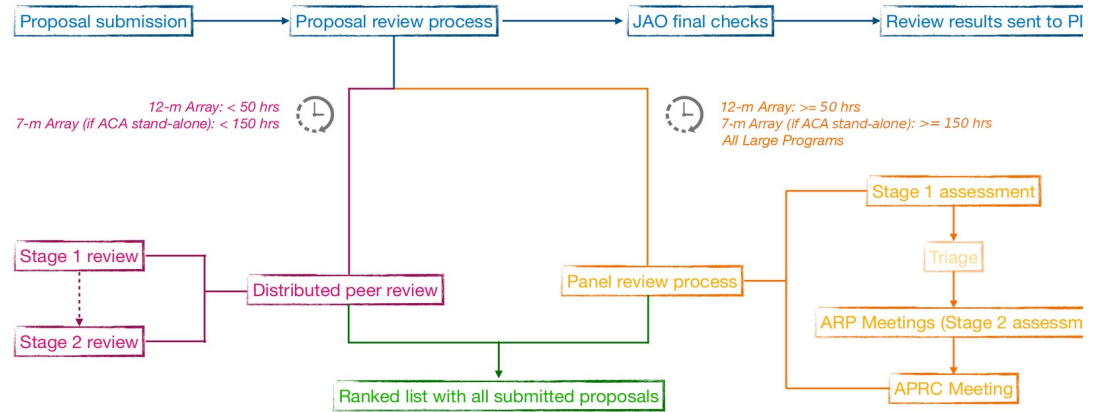 Proposal submission
Proposal review process
JAO final checks
Review results sent to PI
12-m Array: < 50 hrs
7-m Array (if ACA stand-alone): < 150 hrs
12-m Array: >= 50 hrs
7-m Array (if ACA stand-alone): >= 150 hrs
All Large Programs
Stage 1 assessment
Stage 1 review
Triage
Distributed peer review
Panel review process
Stage 2 review
ARP Meetings (Stage 2 assessm
Ranked list with all submitted proposals
APRC Meeting